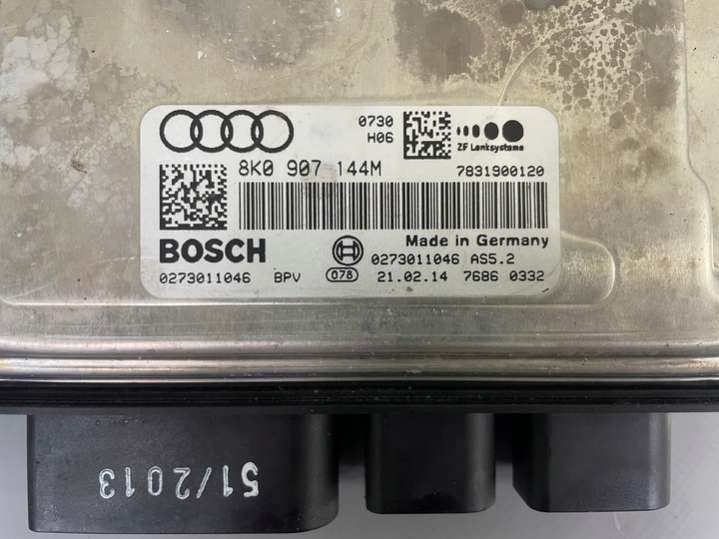 0730
H06
ZF Lenksysteme
8K0 907 144M
7831900120
BOSCH
Made in Germany
0273011046 AS5.2
0273011046 BPV 078 21.02.14 7686 0332
51/2013